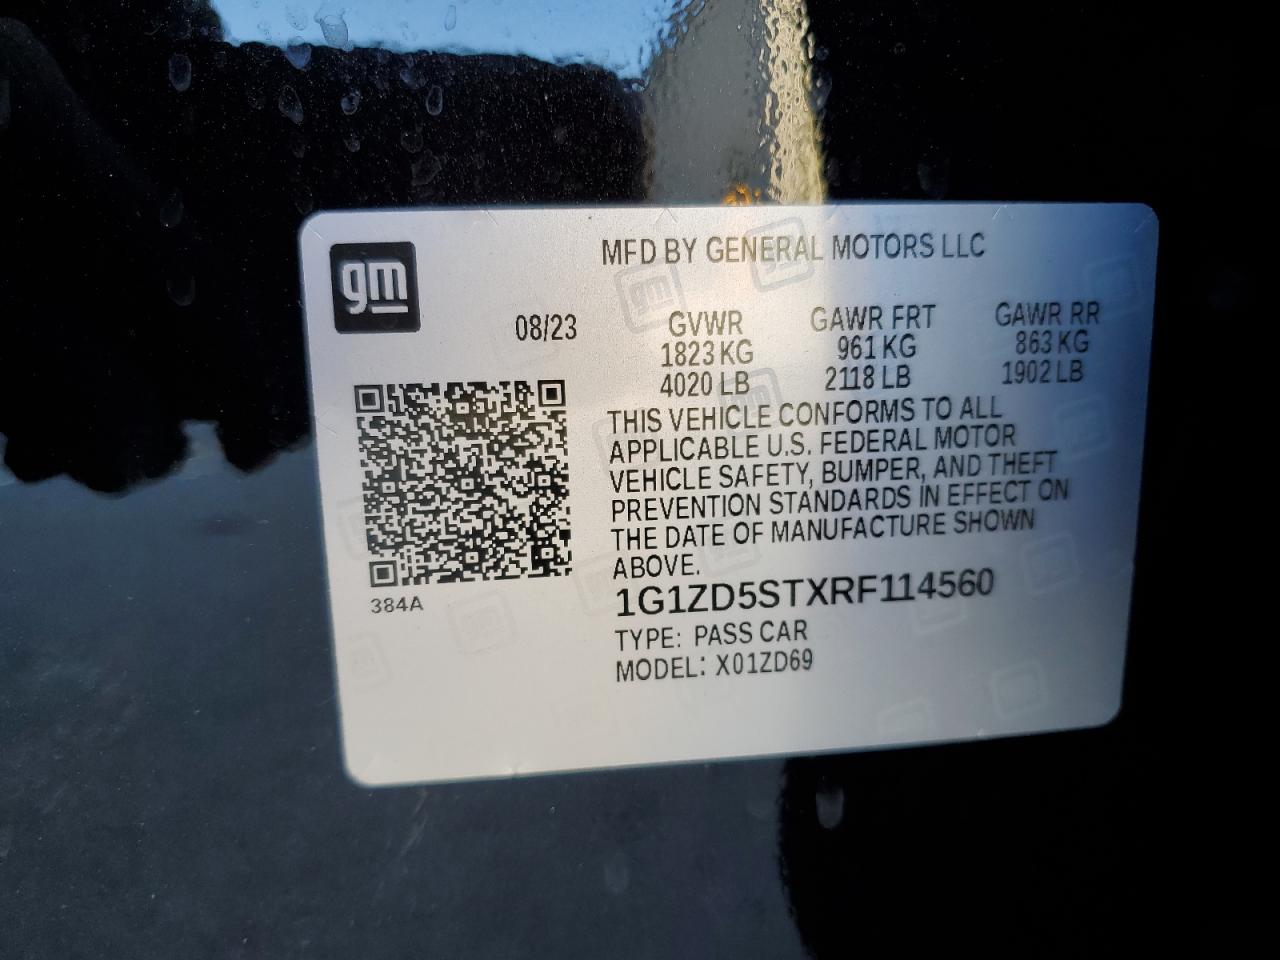 gm
MFD BY GENERAL MOTORS LLC
08/23
GVWR GAWR FRT GAWR RR
1823 KG 961 KG 863 KG
4020 LB 2118 LB 1902 LB
THIS VEHICLE CONFORMS TO ALL
APPLICABLE U.S. FEDERAL MOTOR
VEHICLE SAFETY, BUMPER, AND THEFT
PREVENTION STANDARDS IN EFFECT ON
THE DATE OF MANUFACTURE SHOWN
ABOVE.
384A
1G1ZD5STXRF114560
TYPE: PASS CAR
MODEL: X01ZD69